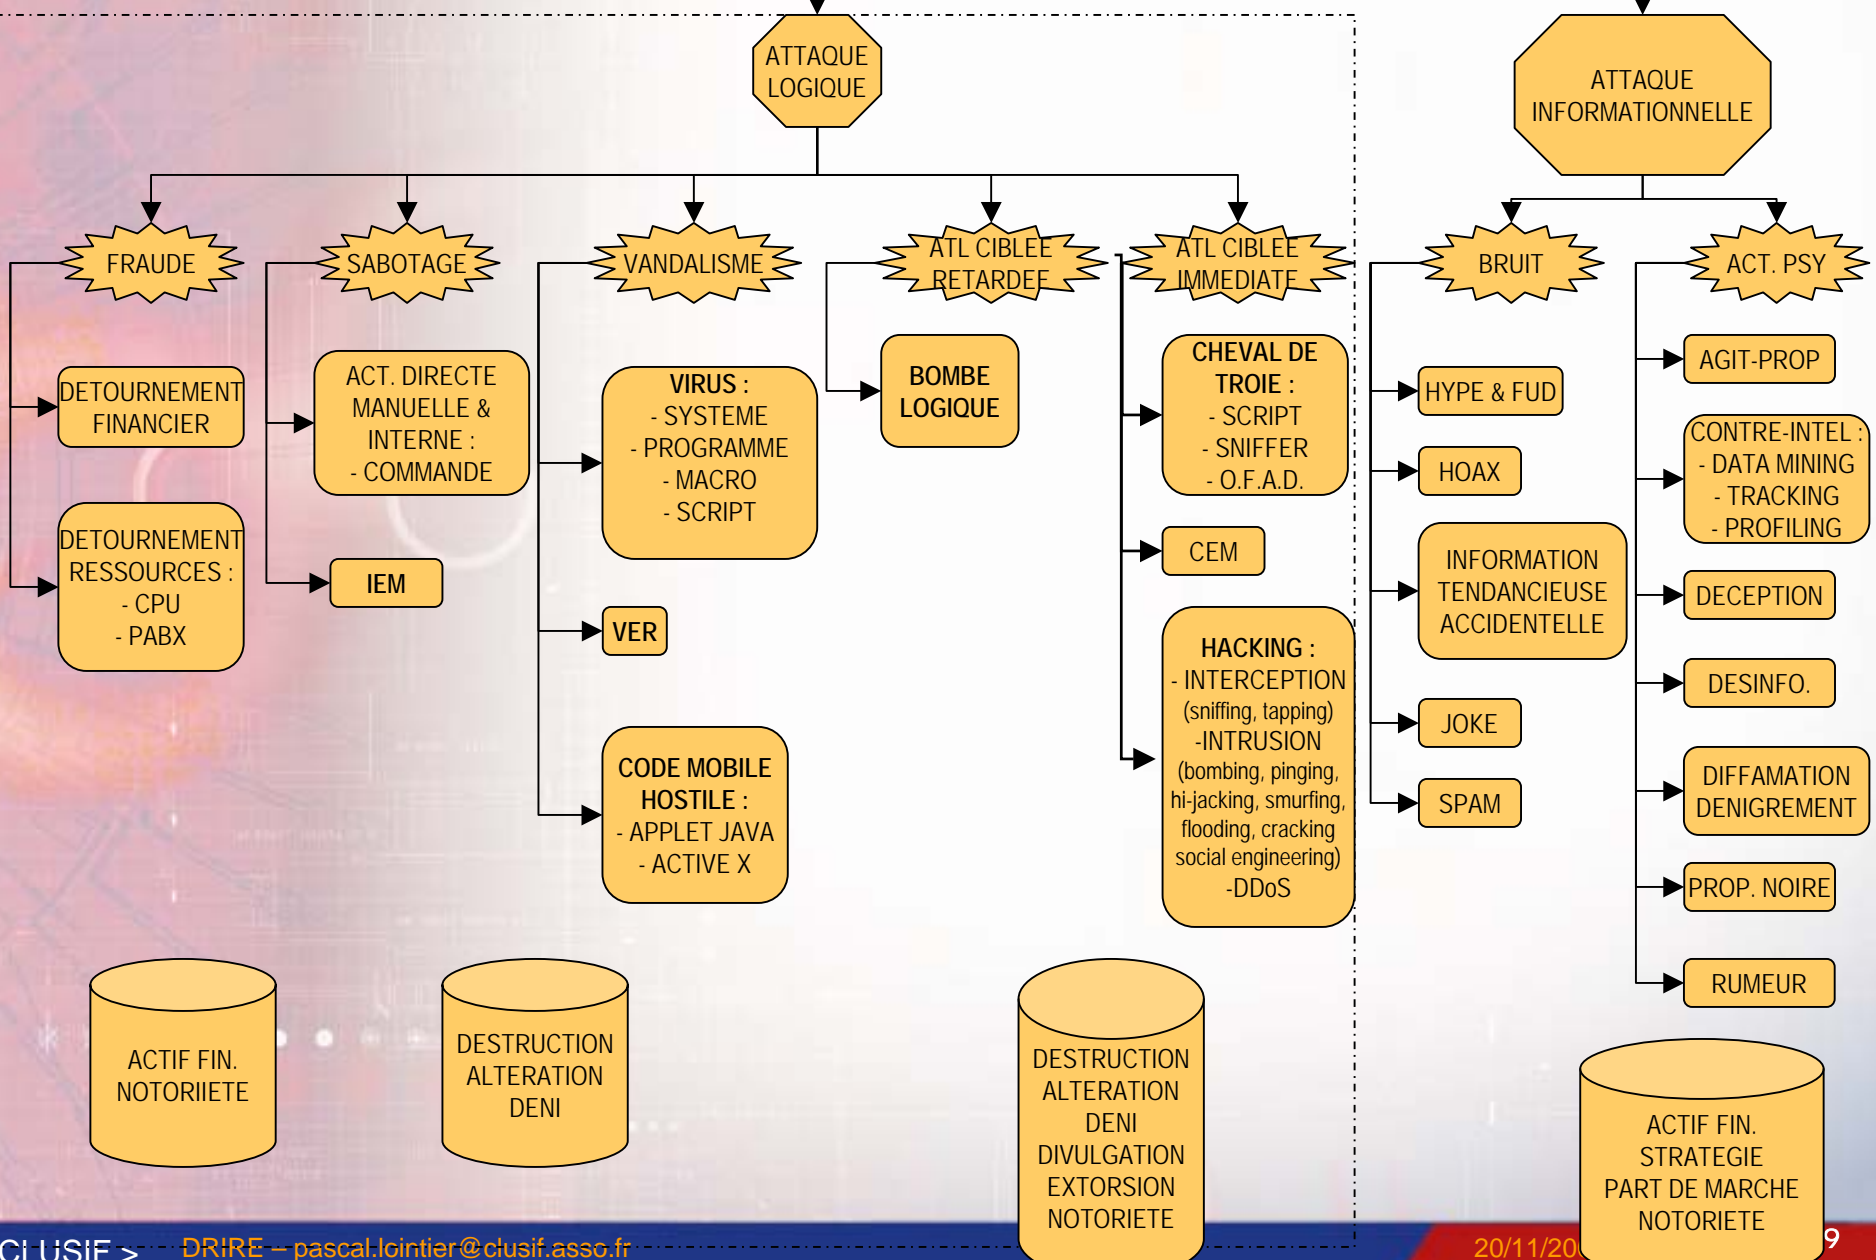 ATTAQUE
LOGIQUE
ATTAQUE
INFORMATIONNELLE
FRAUDE
SABOTAGE
VANDALISME
ATL CIBLEE
RETARDEE
ATL CIBLEE
IMMEDIATE
BRUIT
ACT. PSY
DETOURNEMENT
FINANCIER
DETOURNEMENT
RESSOURCES :
- CPU
- PABX
ACT. DIRECTE
MANUELLE &
INTERNE :
- COMMANDE
IEM
VIRUS :
- SYSTEME
- PROGRAMME
- MACRO
- SCRIPT
VER
CODE MOBILE
HOSTILE :
- APPLET JAVA
- ACTIVE X
BOMBE
LOGIQUE
CHEVAL DE
TROIE :
- SCRIPT
- SNIFFER
- O.F.A.D.
CEM
HACKING :
- INTERCEPTION
(sniffing, tapping)
-INTRUSION
(bombing, pinging,
hi-jacking, smurfing,
flooding, cracking
social engineering)
-DDoS
HYPE & FUD
HOAX
INFORMATION
TENDANCIEUSE
ACCIDENTELLE
JOKE
SPAM
AGIT-PROP
CONTRE-INTEL :
- DATA MINING
- TRACKING
- PROFILING
DECEPTION
DESINFO.
DIFFAMATION
DENIGREMENT
PROP. NOIRE
RUMEUR
ACTIF FIN.
NOTORIIETE
DESTRUCTION
ALTERATION
DENI
DESTRUCTION
ALTERATION
DENI
DIVULGATION
EXTORSION
NOTORIETE
ACTIF FIN.
STRATEGIE
PART DE MARCHE
NOTORIETE
CLUSIF > DRIRE – pascal.lointier@clusif.asso.fr
20/11/20
9